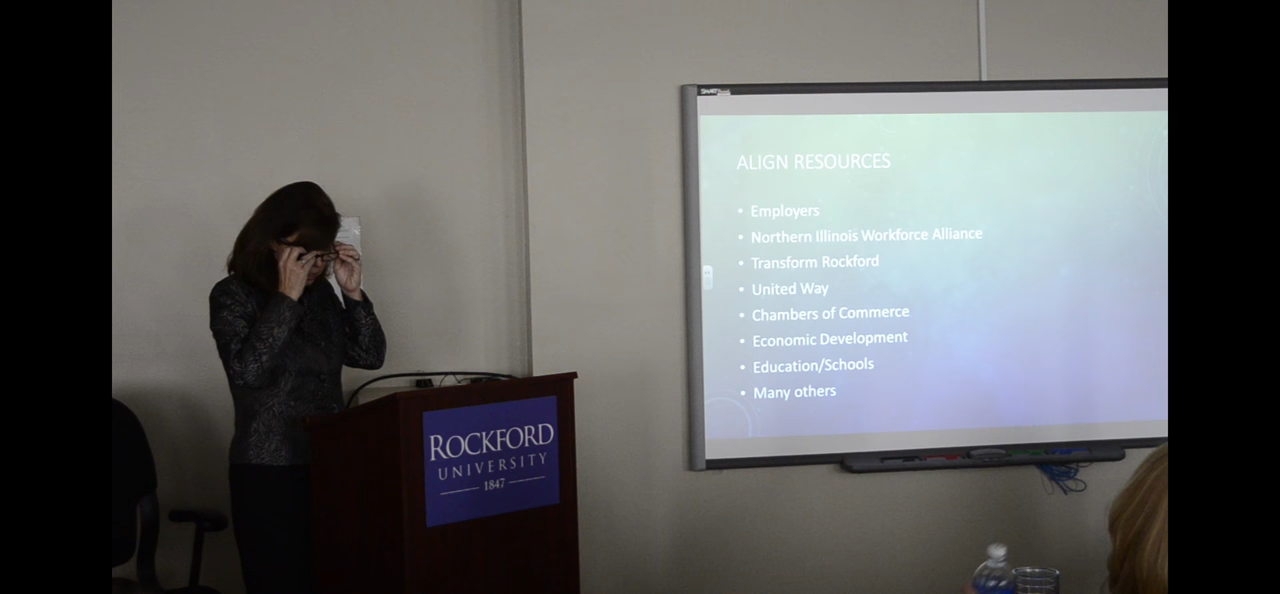 SMART
ALIGN RESOURCES
• Employers
• Northern Illinois Workforce Alliance
• Transform Rockford
• United Way
• Chambers of Commerce
• Economic Development
• Education/Schools
• Many others
ROCKFORD
UNIVERSITY
1847